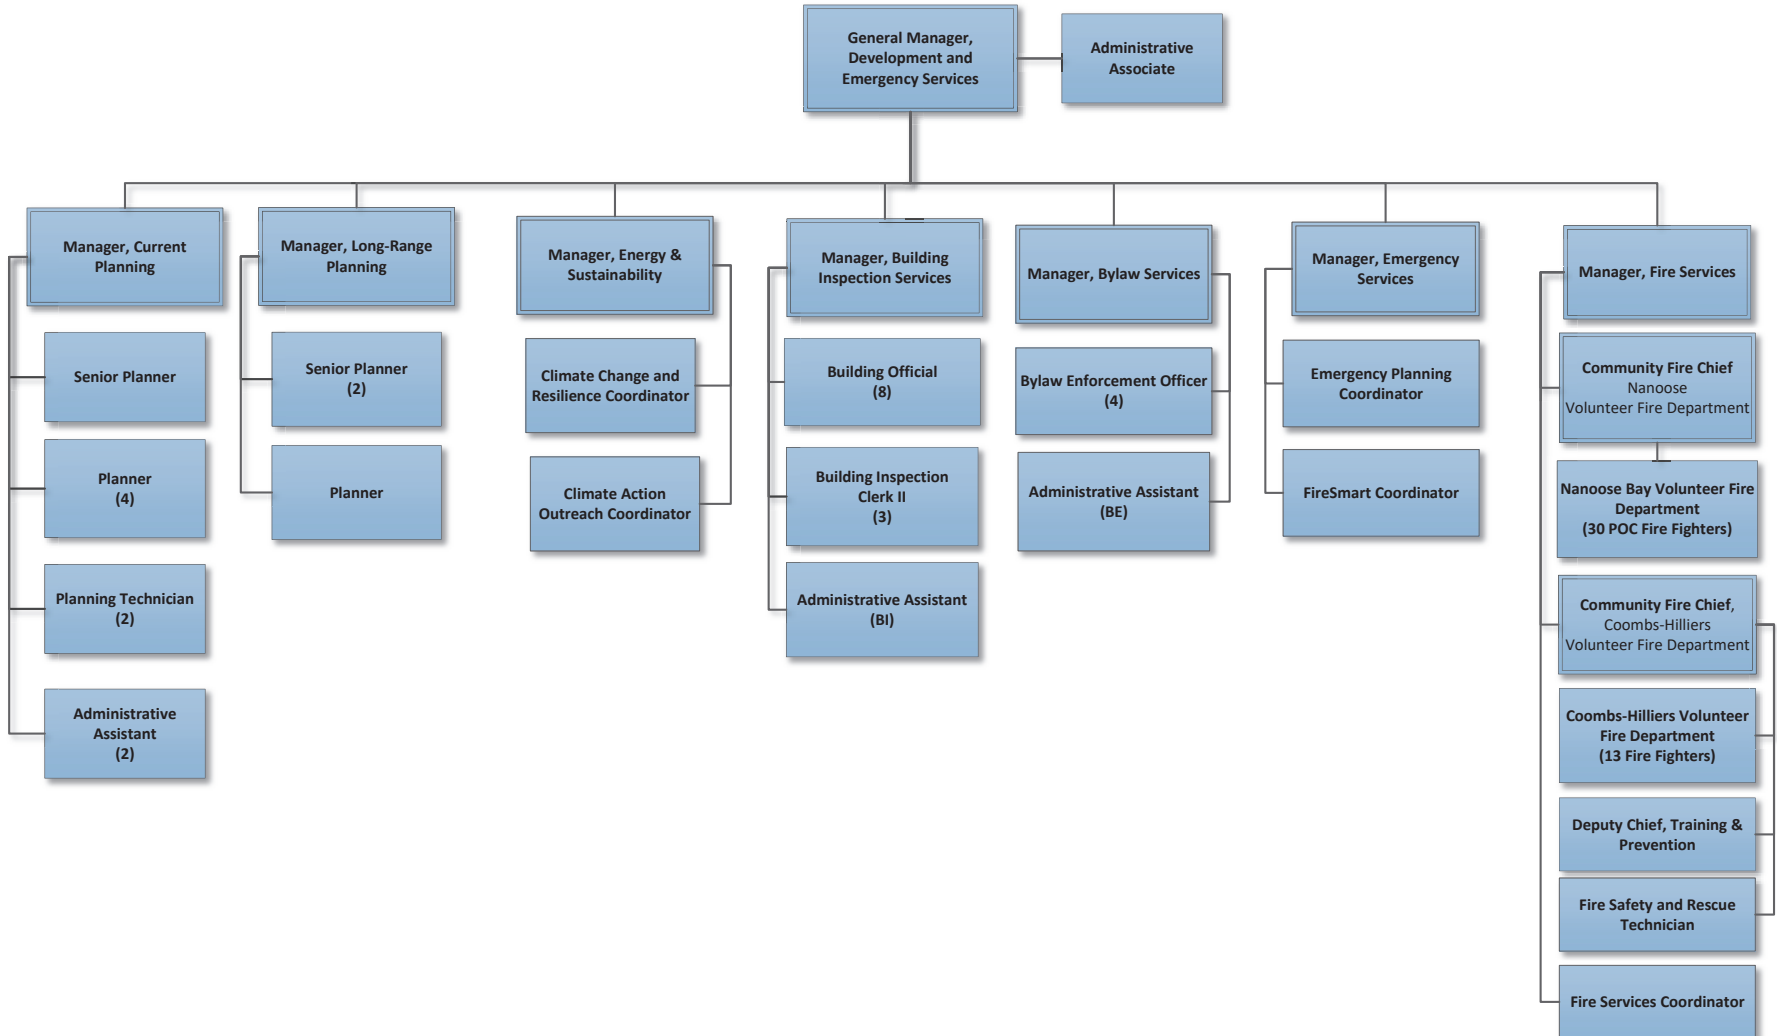 General Manager,
Development and
Emergency Services
Administrative
Associate
Manager, Current
Planning
Senior Planner
Planner
(4)
Planning Technician
(2)
Administrative
Assistant
(2)
Manager, Long-Range
Planning
Senior Planner
(2)
Planner
Manager, Energy &
Sustainability
Climate Change and
Resilience Coordinator
Climate Action
Outreach Coordinator
Manager, Building
Inspection Services
Building Official
(8)
Building Inspection
Clerk II
(3)
Administrative Assistant
(BI)
Manager, Bylaw Services
Bylaw Enforcement Officer
(4)
Administrative Assistant
(BE)
Manager, Emergency
Services
Emergency Planning
Coordinator
FireSmart Coordinator
Manager, Fire Services
Community Fire Chief
Nanoose
Volunteer Fire Department
Nanoose Bay Volunteer Fire
Department
(30 POC Fire Fighters)
Community Fire Chief,
Coombs-Hilliers
Volunteer Fire Department
Coombs-Hilliers Volunteer
Fire Department
(13 Fire Fighters)
Deputy Chief, Training &
Prevention
Fire Safety and Rescue
Technician
Fire Services Coordinator